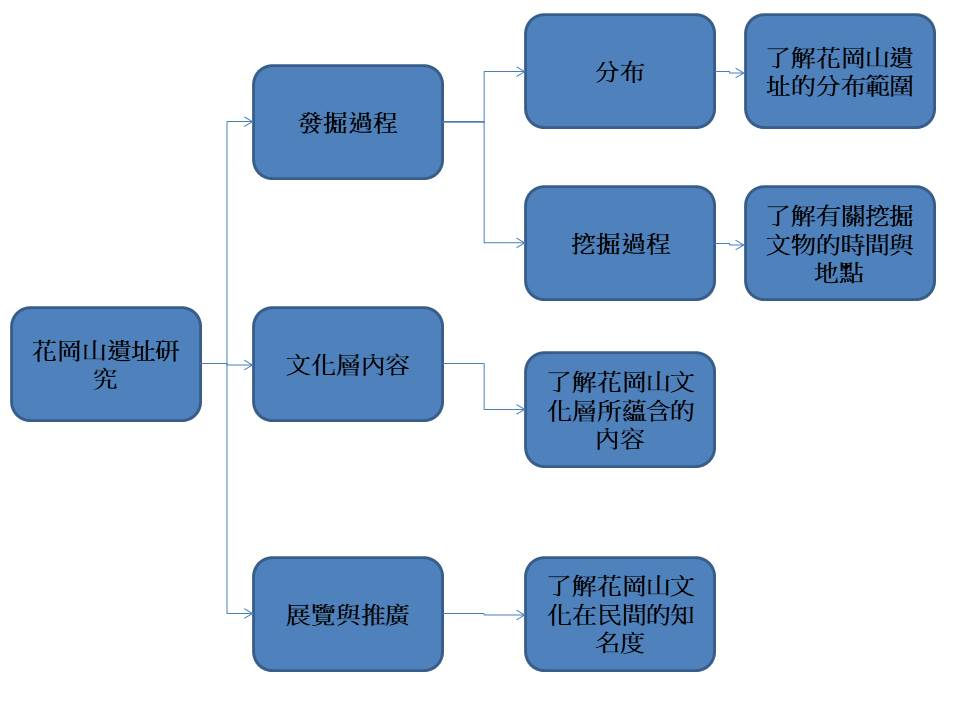 花岡山遺址研
究
發掘過程
分布
了解花岡山遺
址的分布範圍
挖掘過程
了解有關挖掘
文物的時間與
地點
文化層內容
了解花岡山文
化層所蘊含的
內容
展覽與推廣
了解花岡山文
化在民間的知
名度